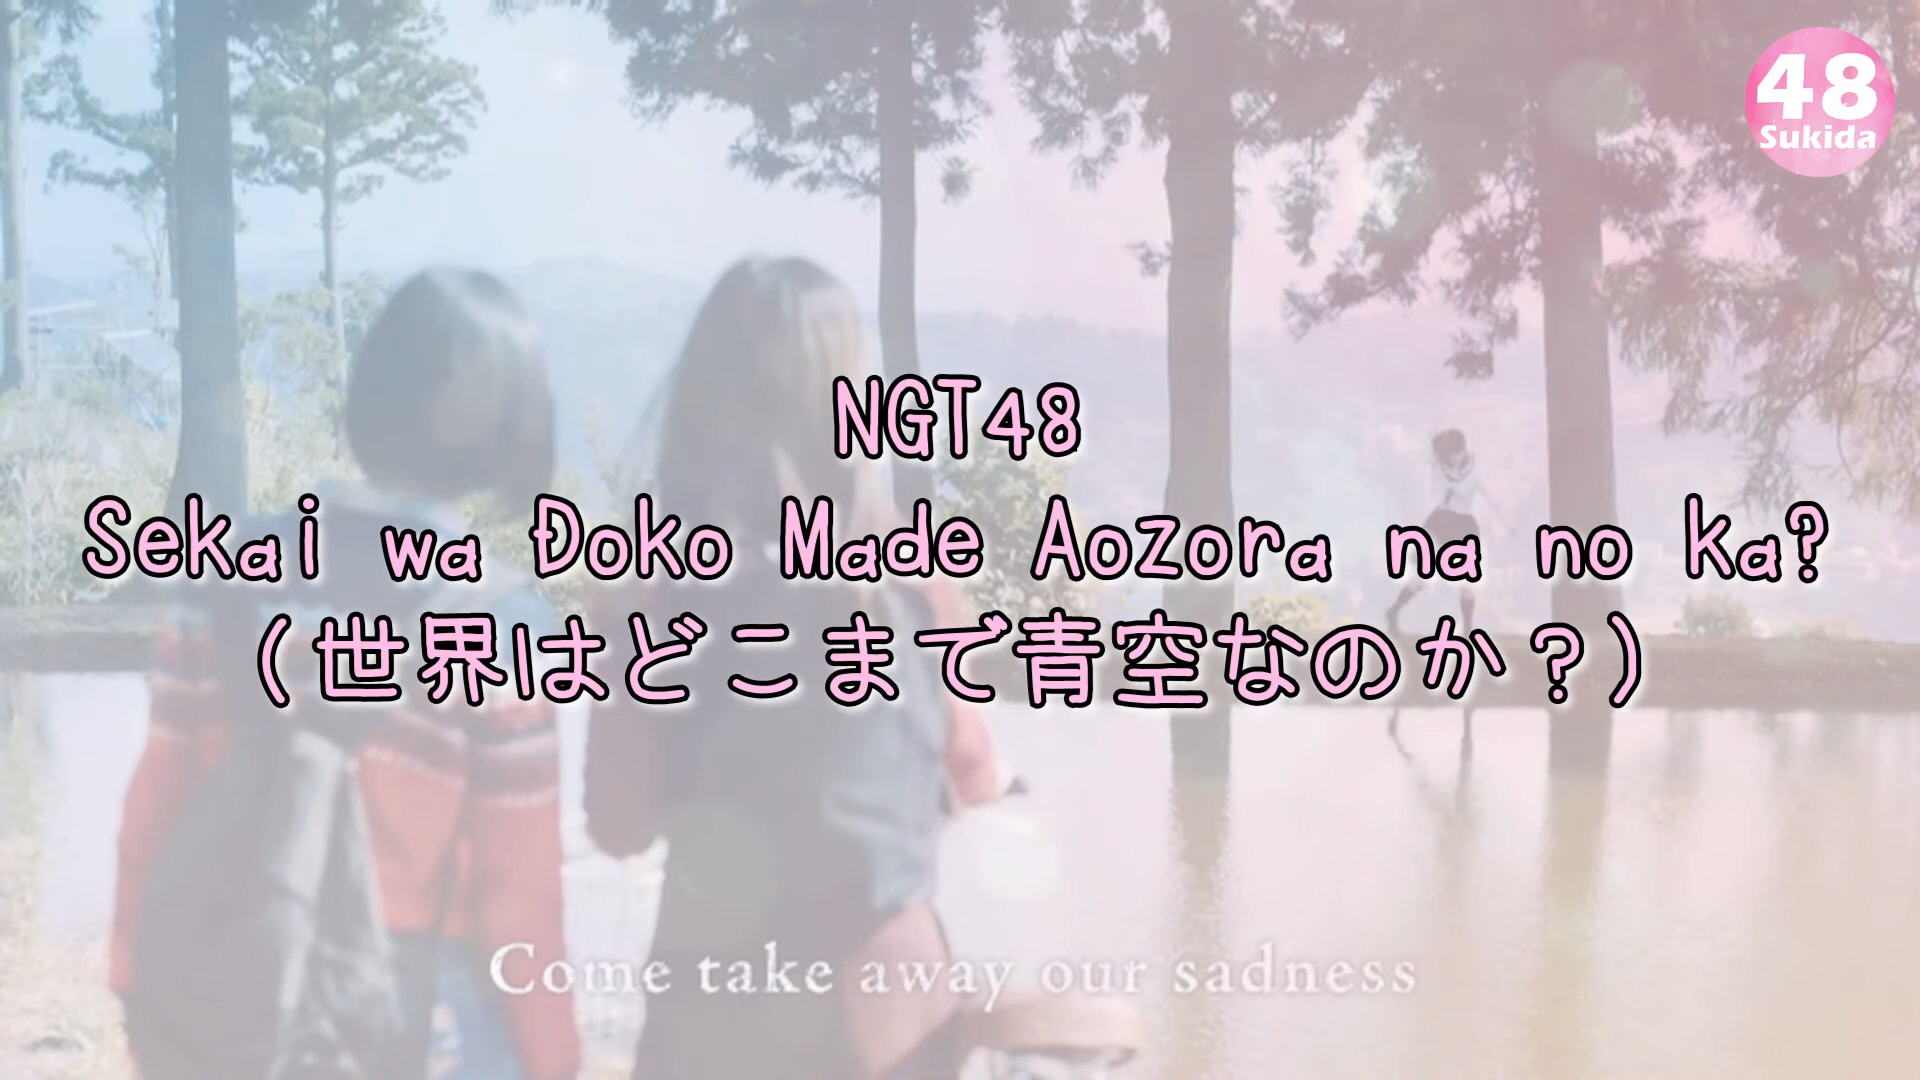 48
Sukida
NGT48
Sekai wa Đoko Made Aozora na no ka?
(世界はどこまで青空なのか?)
Come take away our sadness